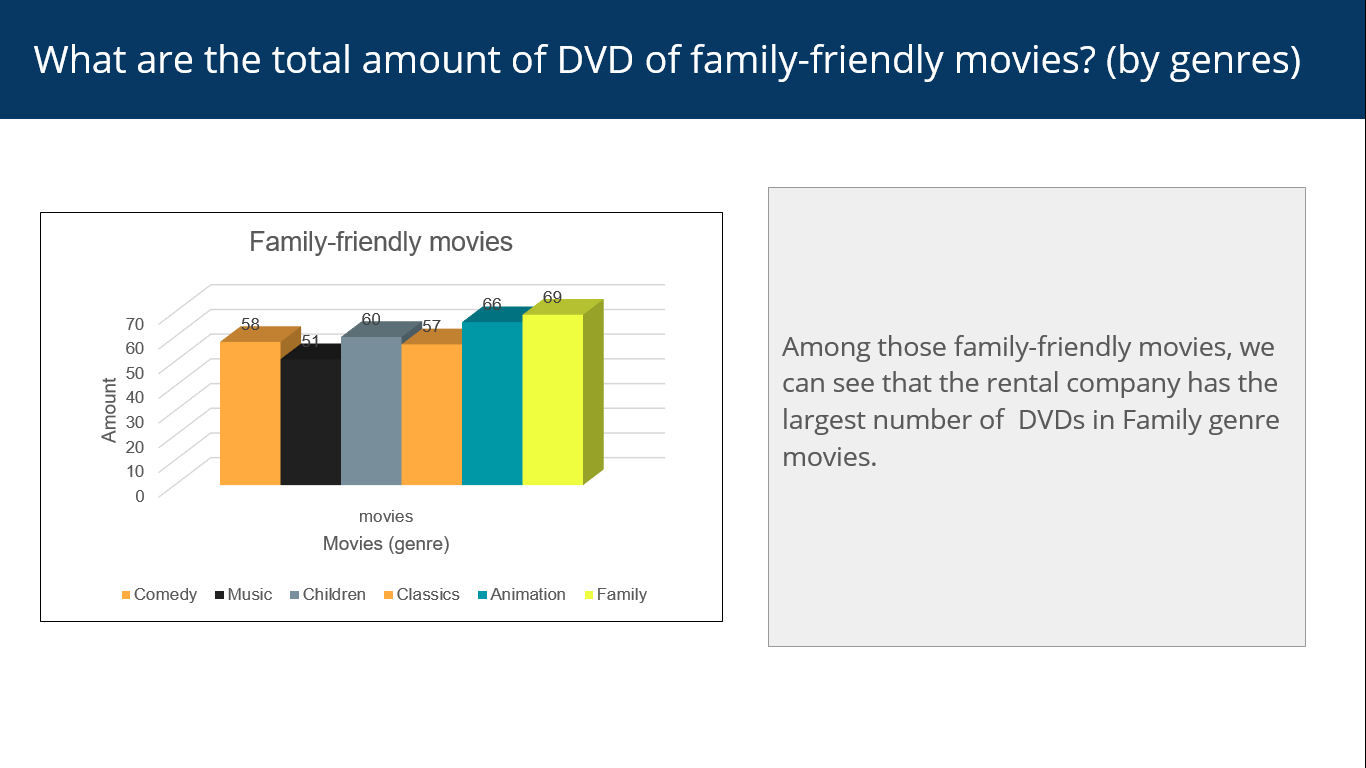 What are the total amount of DVD of family-friendly movies? (by genres)
Family-friendly movies
58
51
60
57
66
69
70
60
50
40
30
20
10
0
Amount
movies
Movies (genre)
Comedy Music Children Classics Animation Family
Among those family-friendly movies, we
can see that the rental company has the
largest number of  DVDs in Family genre
movies.